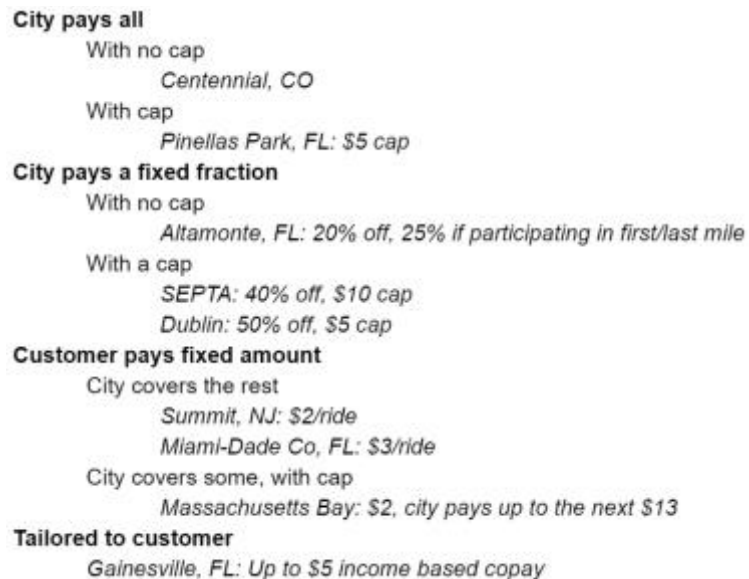 City pays all
With no cap
Centennial, CO
With cap
Pinellas Park, FL: $5 cap
City pays a fixed fraction
With no cap
Altamonte, FL: 20% off, 25% if participating in first/last mile
With a cap
SEPTA: 40% off, $10 cap
Dublin: 50% off, $5 cap
Customer pays fixed amount
City covers the rest
Summit, NJ: $2/ride
Miami-Dade Co, FL: $3/ride
City covers some, with cap
Massachusetts Bay: $2, city pays up to the next $13
Tailored to customer
Gainesville, FL: Up to $5 income based copay